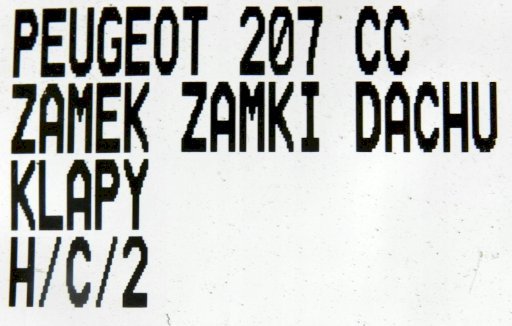 PEUGEOT 207 CC
ZAMEK ZAMKI DACHU
KLAPY
H/C/2